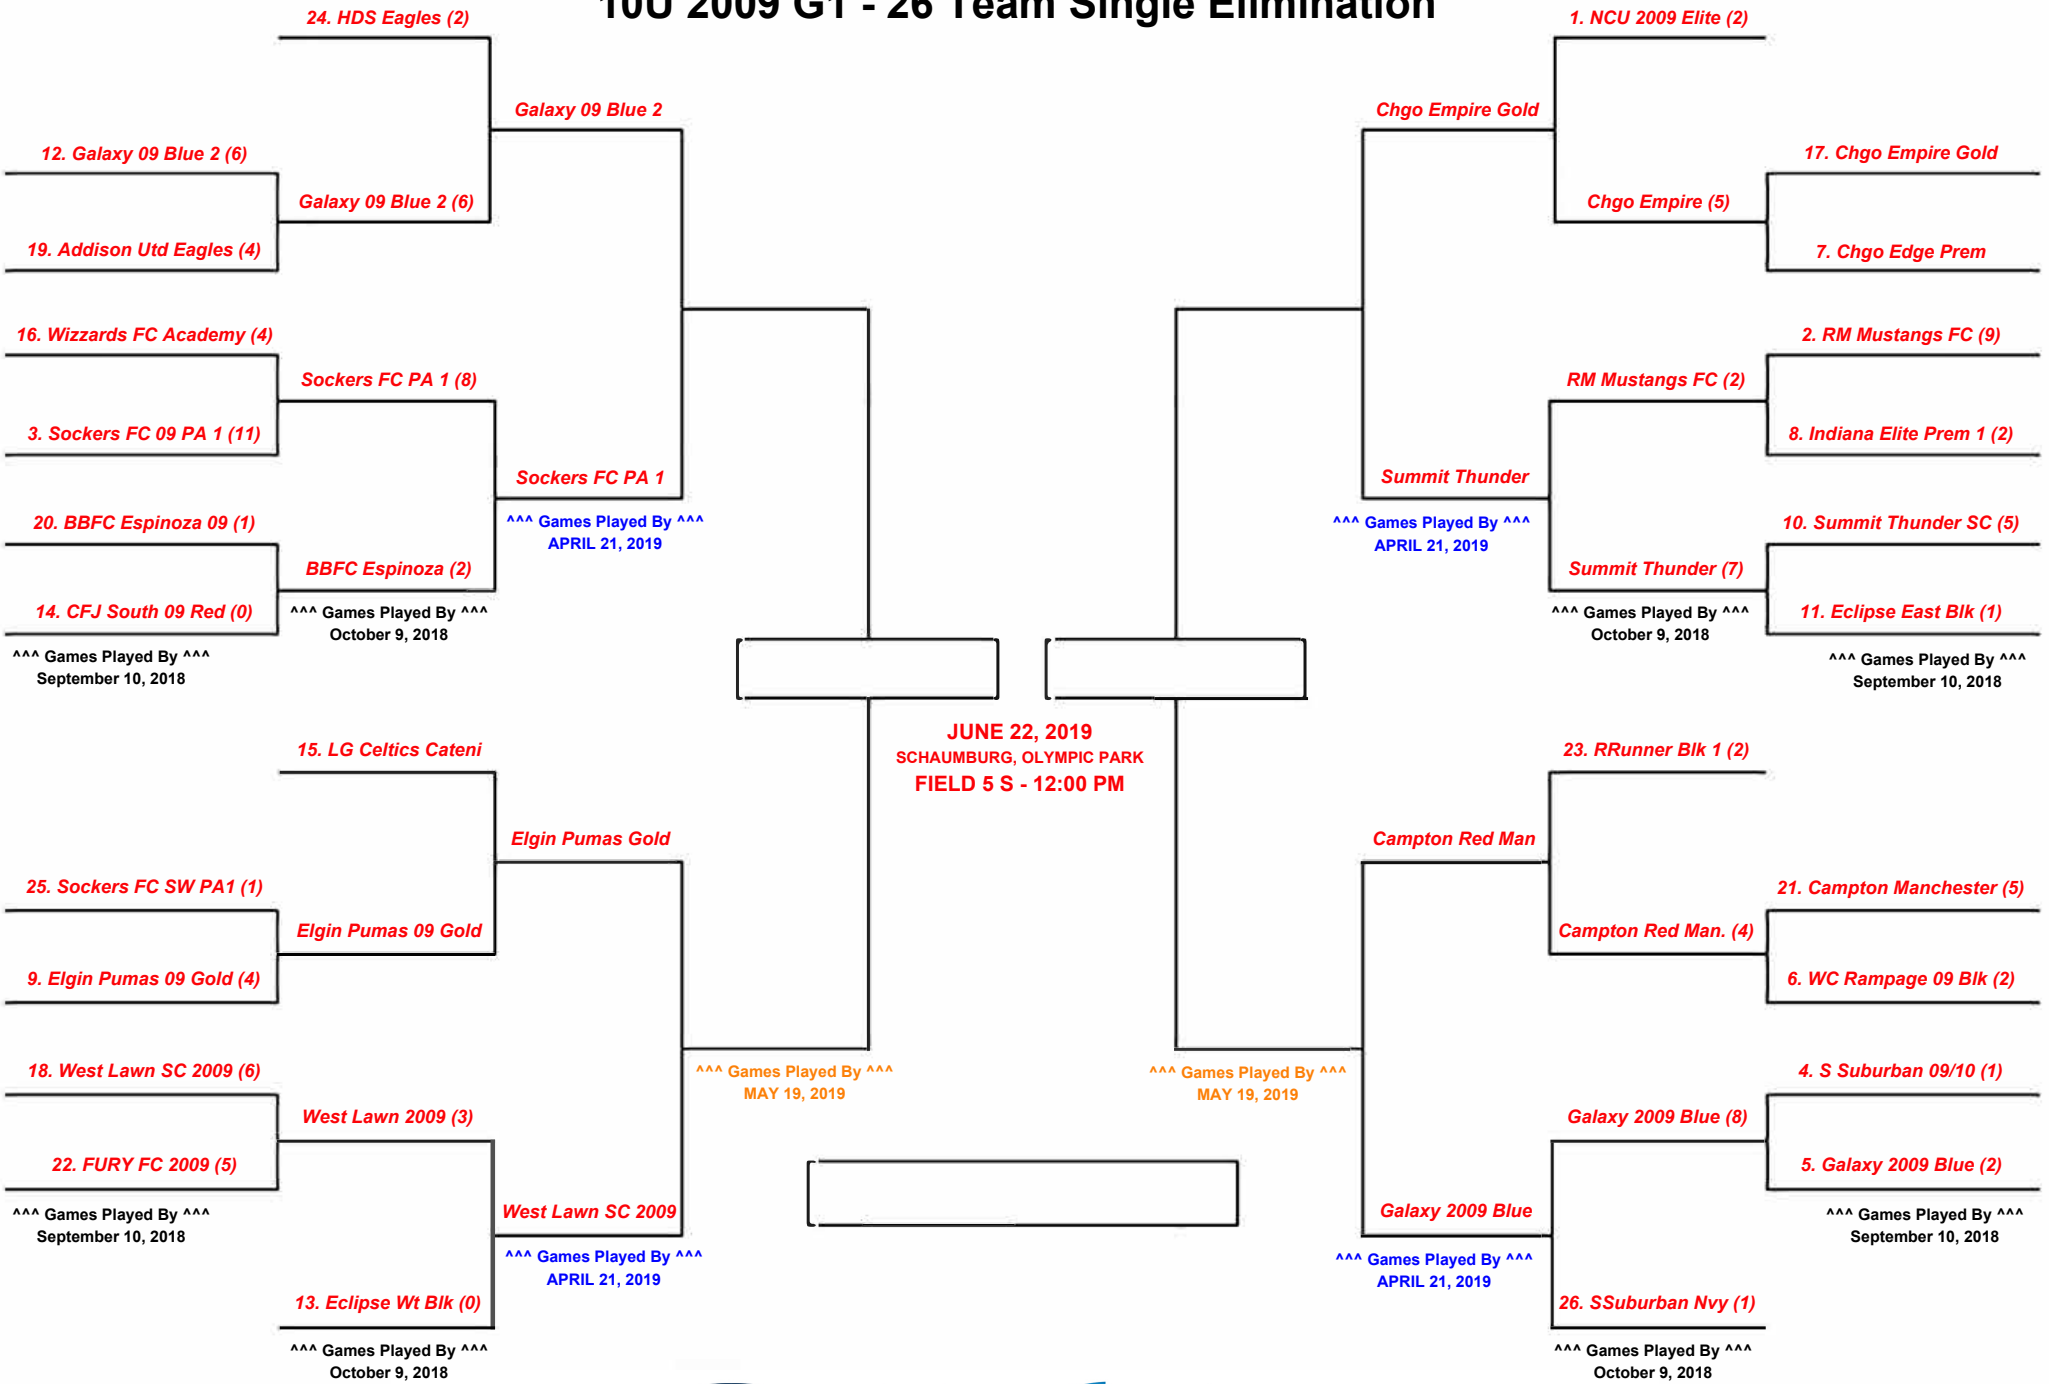 10U 2009 G1 - 26 Team Single Elimination
24. HDS Eagles (2)
12. Galaxy 09 Blue 2 (6)
Galaxy 09 Blue 2
Galaxy 09 Blue 2 (6)
19. Addison Utd Eagles (4)
16. Wizzards FC Academy (4)
Sockers FC PA 1 (8)
3. Sockers FC 09 PA 1 (11)
Sockers FC PA 1
^^^ Games Played By ^^^
APRIL 21, 2019
20. BBFC Espinoza 09 (1)
BBFC Espinoza (2)
14. CFJ South 09 Red (0)
^^^ Games Played By ^^^
October 9, 2018
^^^ Games Played By ^^^
September 10, 2018
15. LG Celtics Cateni
Elgin Pumas Gold
25. Sockers FC SW PA1 (1)
Elgin Pumas 09 Gold
9. Elgin Pumas 09 Gold (4)
18. West Lawn SC 2009 (6)
West Lawn 2009 (3)
22. FURY FC 2009 (5)
^^^ Games Played By ^^^
September 10, 2018
West Lawn SC 2009
^^^ Games Played By ^^^
APRIL 21, 2019
13. Eclipse Wt Blk (0)
^^^ Games Played By ^^^
October 9, 2018
^^^ Games Played By ^^^
MAY 19, 2019
JUNE 22, 2019
SCHAUMBURG, OLYMPIC PARK
FIELD 5 S - 12:00 PM
1. NCU 2009 Elite (2)
Chgo Empire Gold
17. Chgo Empire Gold
Chgo Empire (5)
7. Chgo Edge Prem
2. RM Mustangs FC (9)
RM Mustangs FC (2)
8. Indiana Elite Prem 1 (2)
Summit Thunder
^^^ Games Played By ^^^
APRIL 21, 2019
10. Summit Thunder SC (5)
Summit Thunder (7)
11. Eclipse East Blk (1)
^^^ Games Played By ^^^
October 9, 2018
^^^ Games Played By ^^^
September 10, 2018
23. RRunner Blk 1 (2)
Campton Red Man
21. Campton Manchester (5)
Campton Red Man. (4)
6. WC Rampage 09 Blk (2)
^^^ Games Played By ^^^
MAY 19, 2019
4. S Suburban 09/10 (1)
Galaxy 2009 Blue (8)
5. Galaxy 2009 Blue (2)
^^^ Games Played By ^^^
September 10, 2018
Galaxy 2009 Blue
^^^ Games Played By ^^^
APRIL 21, 2019
26. SSuburban Nvy (1)
^^^ Games Played By ^^^
October 9, 2018